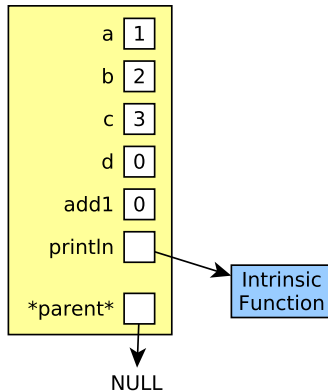 a 1
b 2
c 3
d 0
add1 0
println
Intrinsic
Function
*parent*
NULL